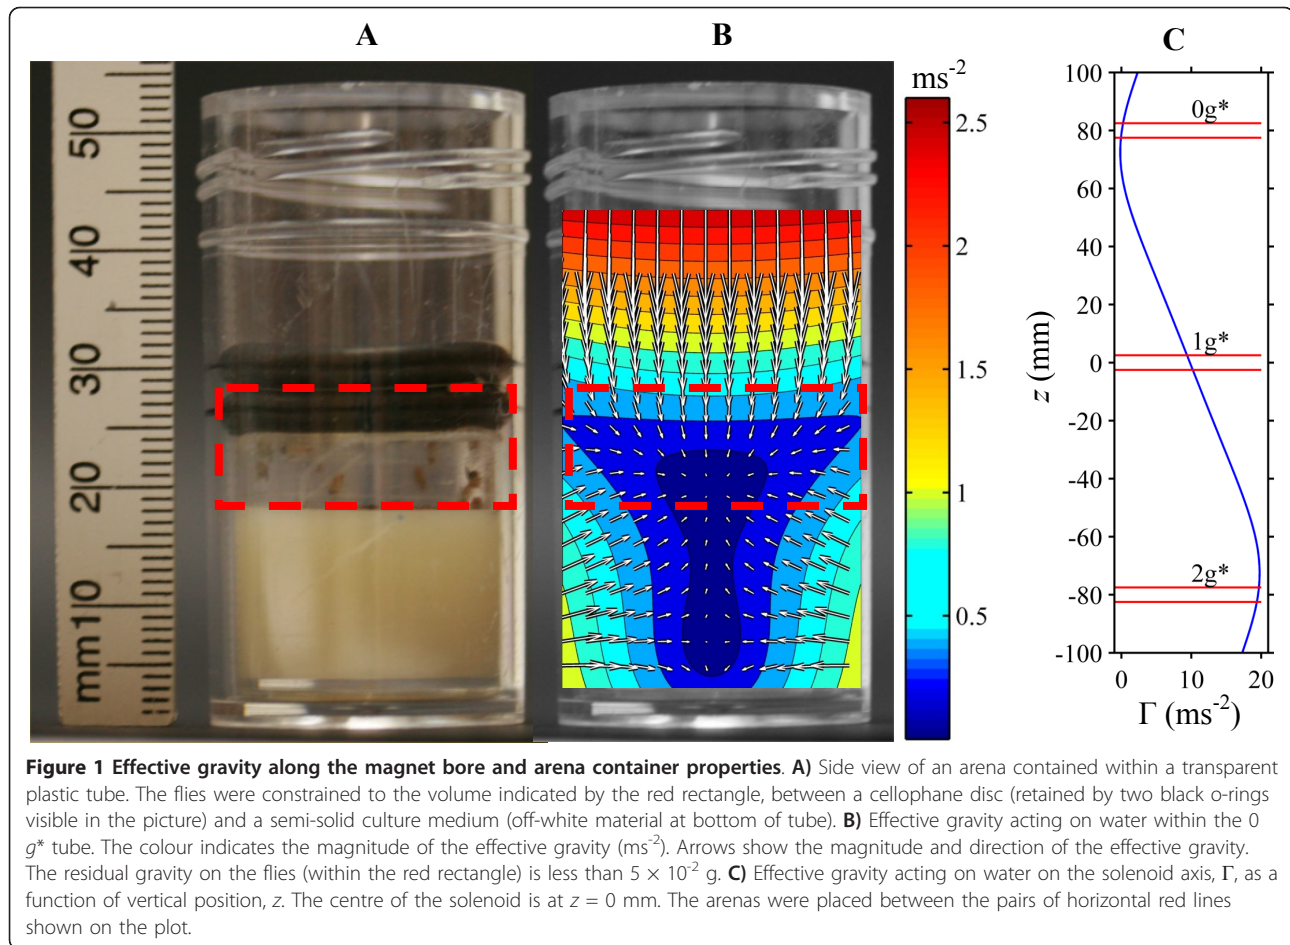 A
B
C
50
40
30
20
10
mm
ms-2
2.5
2
1.5
1
0.5
100
80
60
40
20
0
-20
-40
-60
-80
-100
z (mm)
0g*
1g*
2g*
0 10 20
Γ (ms-2)
Figure 1 Effective gravity along the magnet bore and arena container properties. A) Side view of an arena contained within a transparent
plastic tube. The flies were constrained to the volume indicated by the red rectangle, between a cellophane disc (retained by two black o-rings
visible in the picture) and a semi-solid culture medium (off-white material at bottom of tube). B) Effective gravity acting on water within the 0
g* tube. The colour indicates the magnitude of the effective gravity (ms-2). Arrows show the magnitude and direction of the effective gravity.
The residual gravity on the flies (within the red rectangle) is less than 5 × 10-2 g. C) Effective gravity acting on water on the solenoid axis, Γ, as a
function of vertical position, z. The centre of the solenoid is at z = 0 mm. The arenas were placed between the pairs of horizontal red lines
shown on the plot.